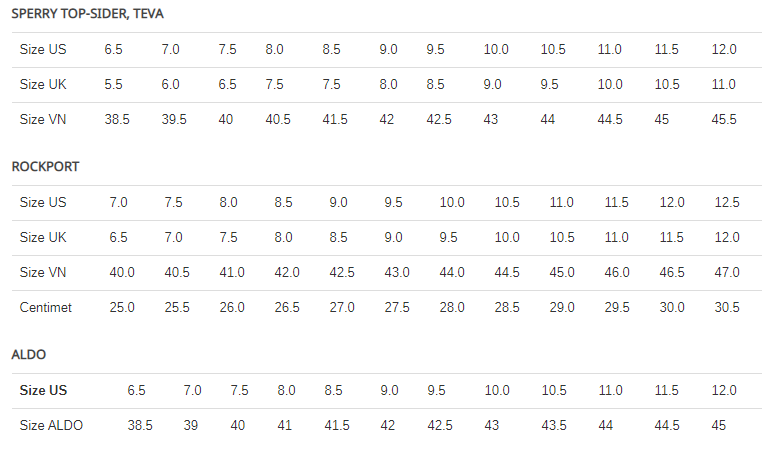 SPERRY TOP-SIDER, TEVA
Size US 6.5 7.0 7.5 8.0 8.5 9.0 9.5 10.0 10.5 11.0 11.5 12.0
Size UK 5.5 6.0 6.5 7.5 7.5 8.0 8.5 9.0 9.5 10.0 10.5 11.0
Size VN 38.5 39.5 40 40.5 41.5 42 42.5 43 44 44.5 45 45.5
ROCKPORT
Size US 7.0 7.5 8.0 8.5 9.0 9.5 10.0 10.5 11.0 11.5 12.0 12.5
Size UK 6.5 7.0 7.5 8.0 8.5 9.0 9.5 10.0 10.5 11.0 11.5 12.0
Size VN 40.0 40.5 41.0 42.0 42.5 43.0 44.0 44.5 45.0 46.0 46.5 47.0
Centimet 25.0 25.5 26.0 26.5 27.0 27.5 28.0 28.5 29.0 29.5 30.0 30.5
ALDO
Size US 6.5 7.0 7.5 8.0 8.5 9.0 9.5 10.0 10.5 11.0 11.5 12.0
Size ALDO 38.5 39 40 41 41.5 42 42.5 43 43.5 44 44.5 45